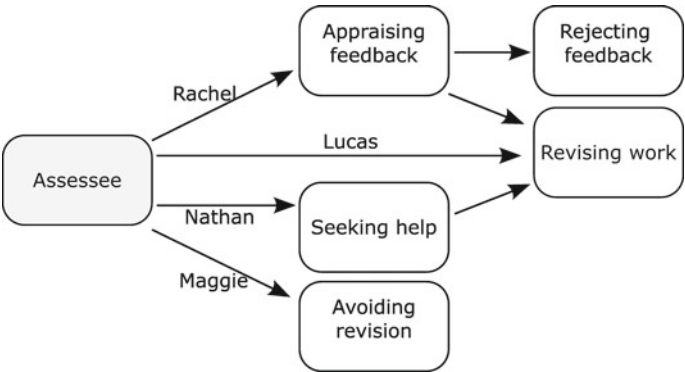 Appraising
feedback
Rejecting
feedback
Rachel
Lucas
Revising work
Assessee
Nathan
Seeking help
Maggie
Avoiding
revision